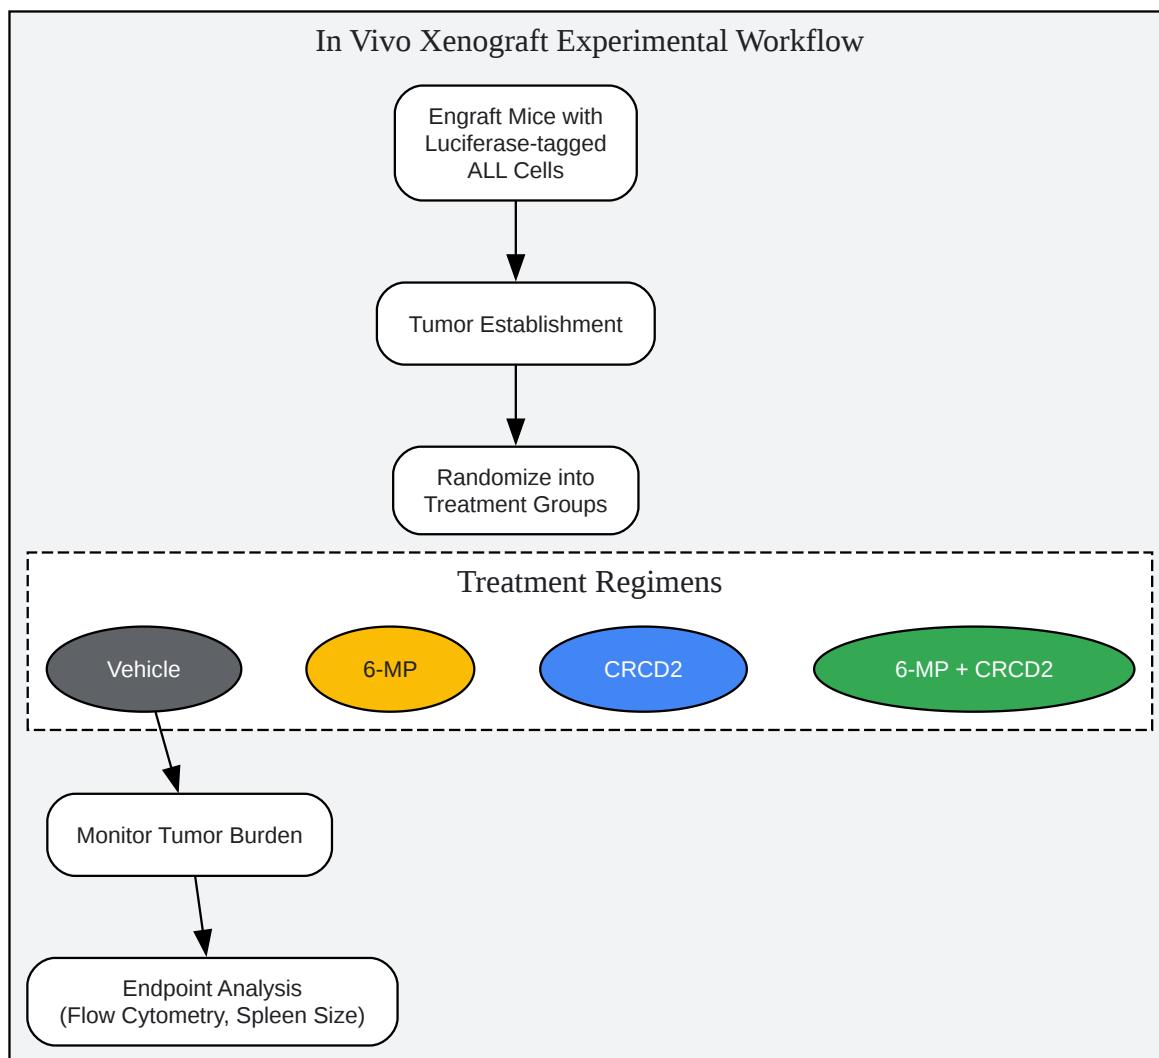 In Vivo Xenograft Experimental Workflow
Engraft Mice with
Luciferase-tagged
ALL Cells
Tumor Establishment
Randomize into
Treatment Groups
Treatment Regimens
Vehicle
6-MP
CRCD2
6-MP + CRCD2
Monitor Tumor Burden
Endpoint Analysis
(Flow Cytometry, Spleen Size)